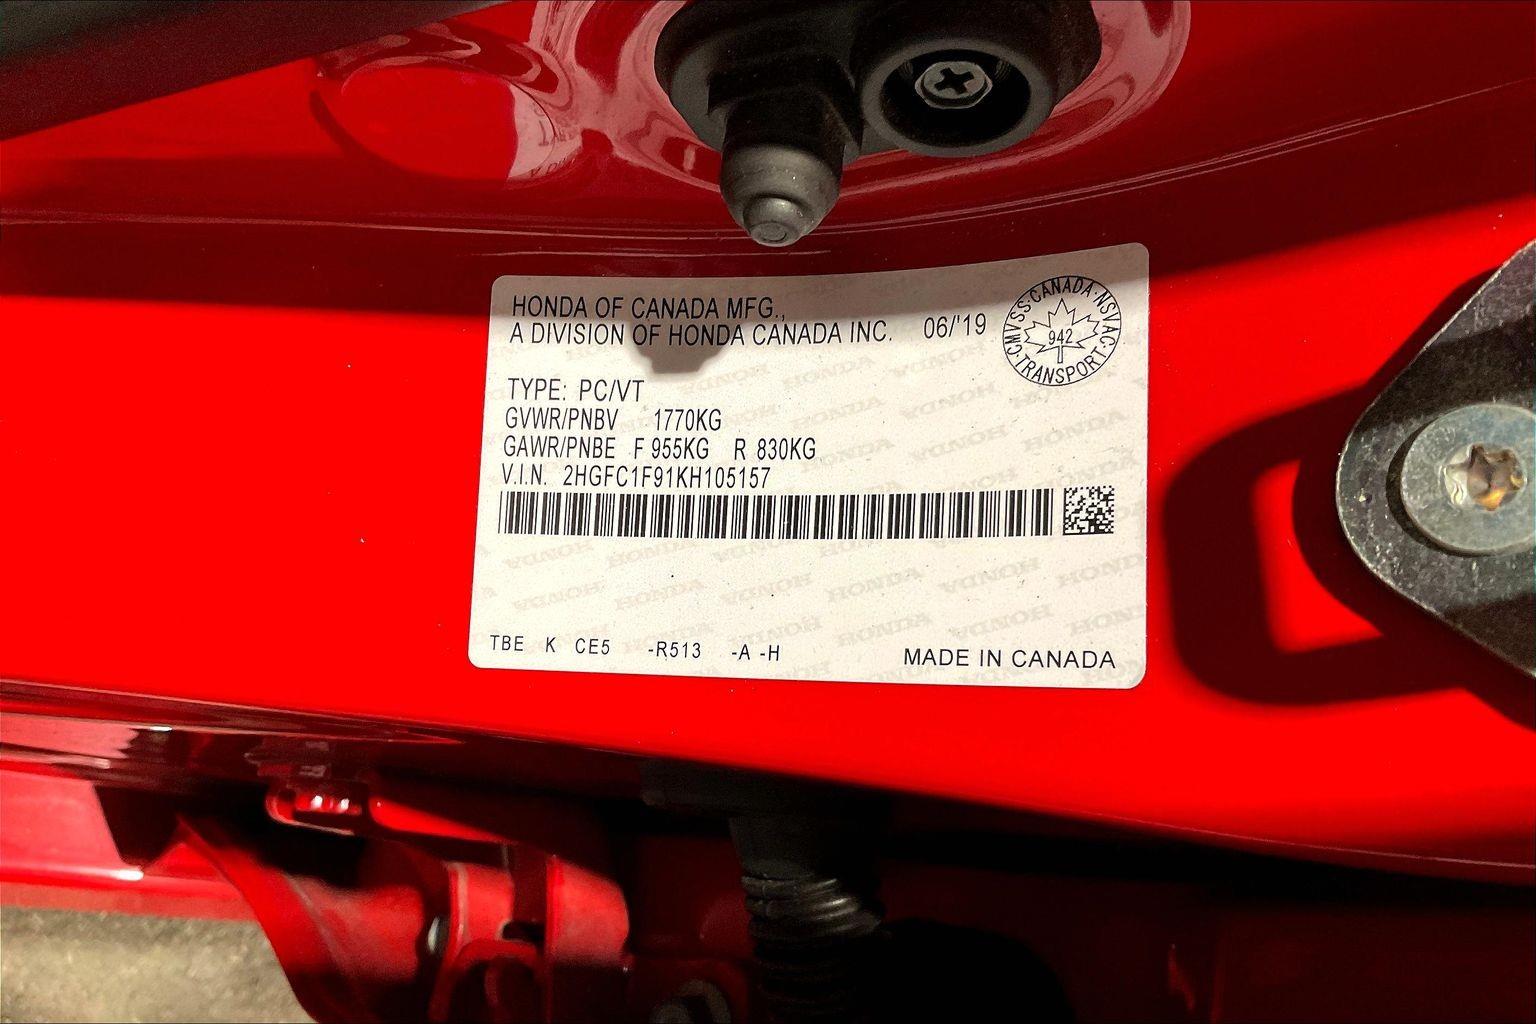 HONDA OF CANADA MFG.,
A DIVISION OF HONDA CANADA INC. 06/'19
CMVSS·CANADA·NSVAC·TRANSPORT·
942
TYPE: PC/VT
GVWR/PNBV 1770KG
GAWR/PNBE F 955KG R 830KG
V.I.N. 2HGFC1F91KH105157
TBE K CE5 -R513 -A -H
MADE IN CANADA